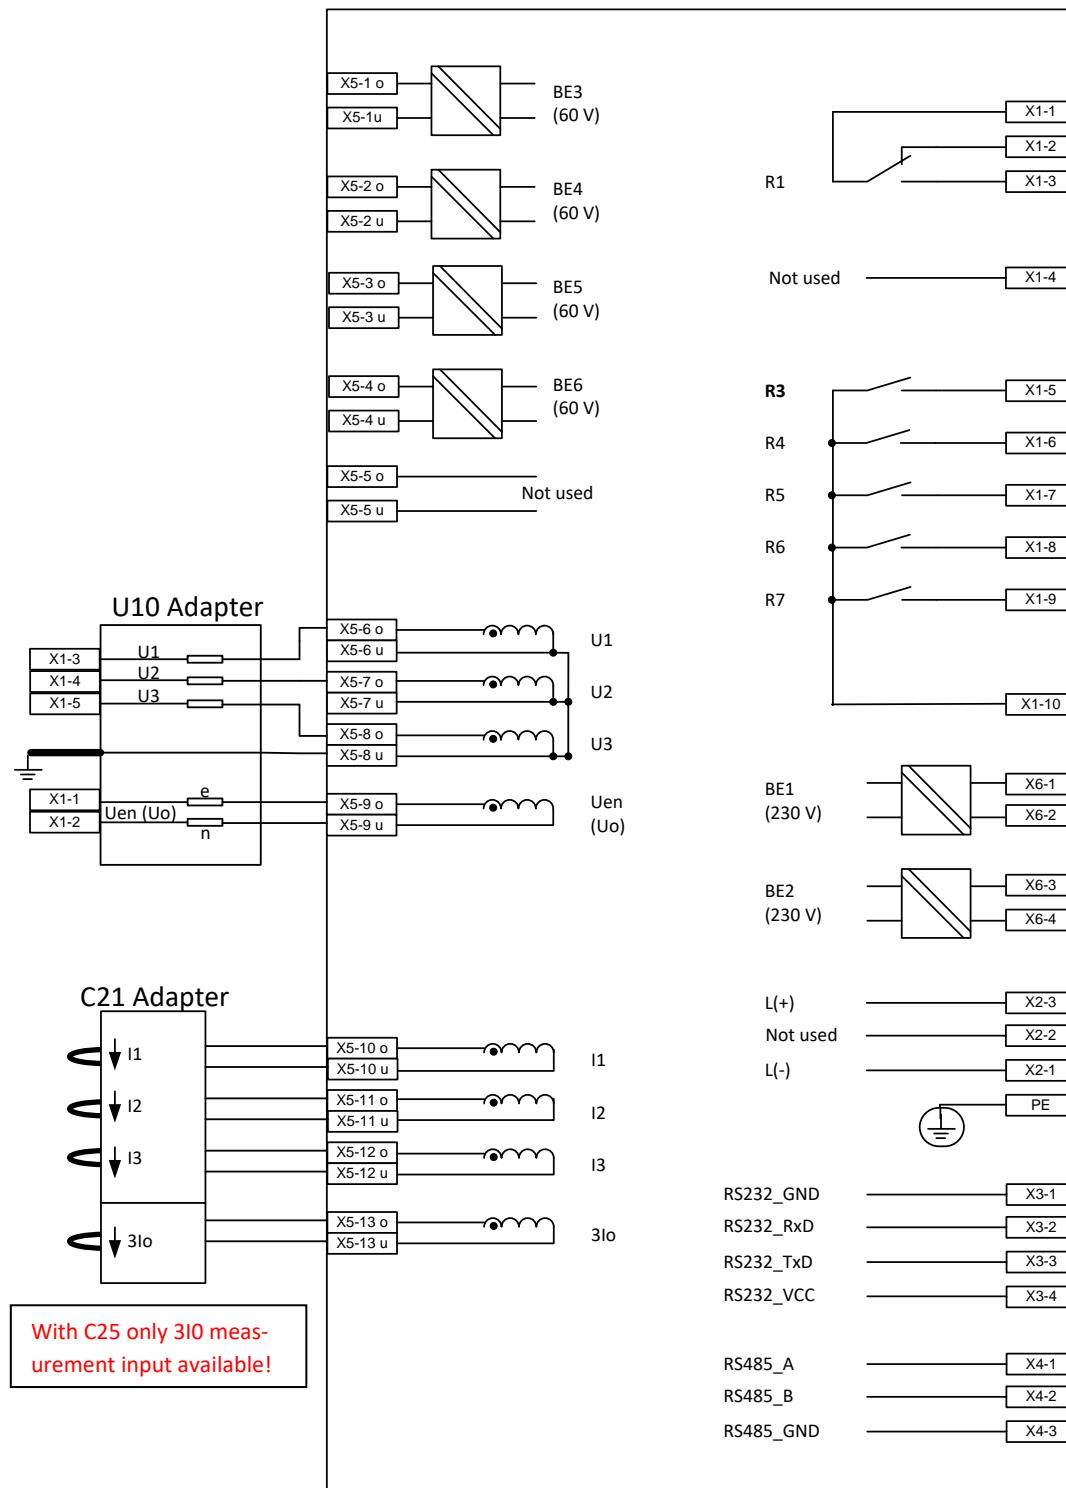 X5-1 o
X5-1u
BE3
(60 V)
X5-2 o
X5-2 u
BE4
(60 V)
X5-3 o
X5-3 u
BE5
(60 V)
X5-4 o
X5-4 u
BE6
(60 V)
X5-5 o
X5-5 u
Not used
U10 Adapter
X1-3
X1-4
X1-5
U1
U2
U3
X5-6 o
X5-6 u
X5-7 o
X5-7 u
X5-8 o
X5-8 u
U1
U2
U3
X1-1
X1-2
e
Uen (Uo)
n
X5-9 o
X5-9 u
Uen
(Uo)
C21 Adapter
I1
I2
I3
3Io
X5-10 o
X5-10 u
X5-11 o
X5-11 u
X5-12 o
X5-12 u
X5-13 o
X5-13 u
I1
I2
I3
3Io
With C25 only 3I0 meas-
urement input available!
R1
X1-1
X1-2
X1-3
Not used
X1-4
R3
X1-5
R4
X1-6
R5
X1-7
R6
X1-8
R7
X1-9
X1-10
BE1
(230 V)
X6-1
X6-2
BE2
(230 V)
X6-3
X6-4
L(+)
X2-3
Not used
X2-2
L(-)
X2-1
PE
RS232_GND
X3-1
RS232_RxD
X3-2
RS232_TxD
X3-3
RS232_VCC
X3-4
RS485_A
X4-1
RS485_B
X4-2
RS485_GND
X4-3